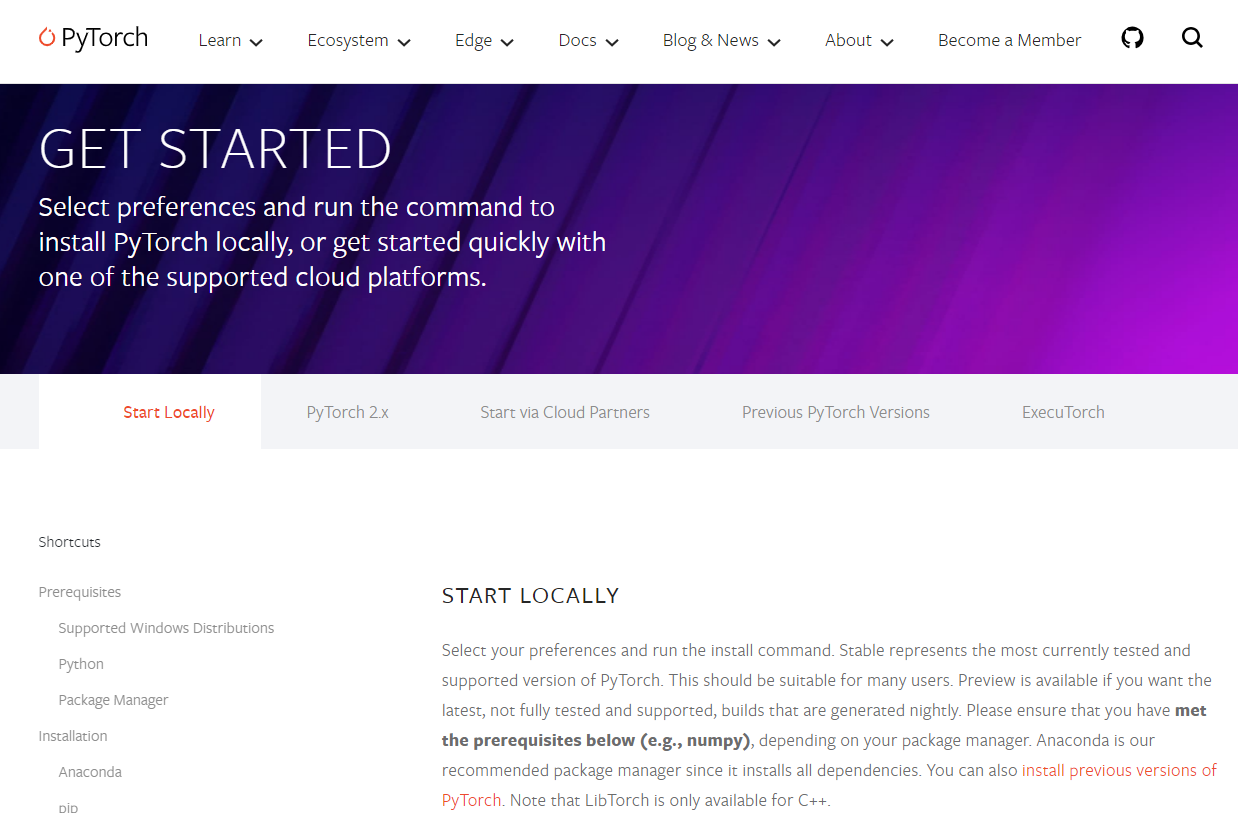 PyTorch
Learn
Ecosystem
Edge
Docs
Blog & News
About
Become a Member
GET STARTED
Select preferences and run the command to
install PyTorch locally, or get started quickly with
one of the supported cloud platforms.
Start Locally
PyTorch 2.x
Start via Cloud Partners
Previous PyTorch Versions
ExecuTorch
Shortcuts
Prerequisites
Supported Windows Distributions
Python
Package Manager
Installation
Anaconda
pip
START LOCALLY
Select your preferences and run the install command. Stable represents the most currently tested and
supported version of PyTorch. This should be suitable for many users. Preview is available if you want the
latest, not fully tested and supported, builds that are generated nightly. Please ensure that you have met
the prerequisites below (e.g., numpy), depending on your package manager. Anaconda is our
recommended package manager since it installs all dependencies. You can also install previous versions of
PyTorch. Note that LibTorch is only available for C++.